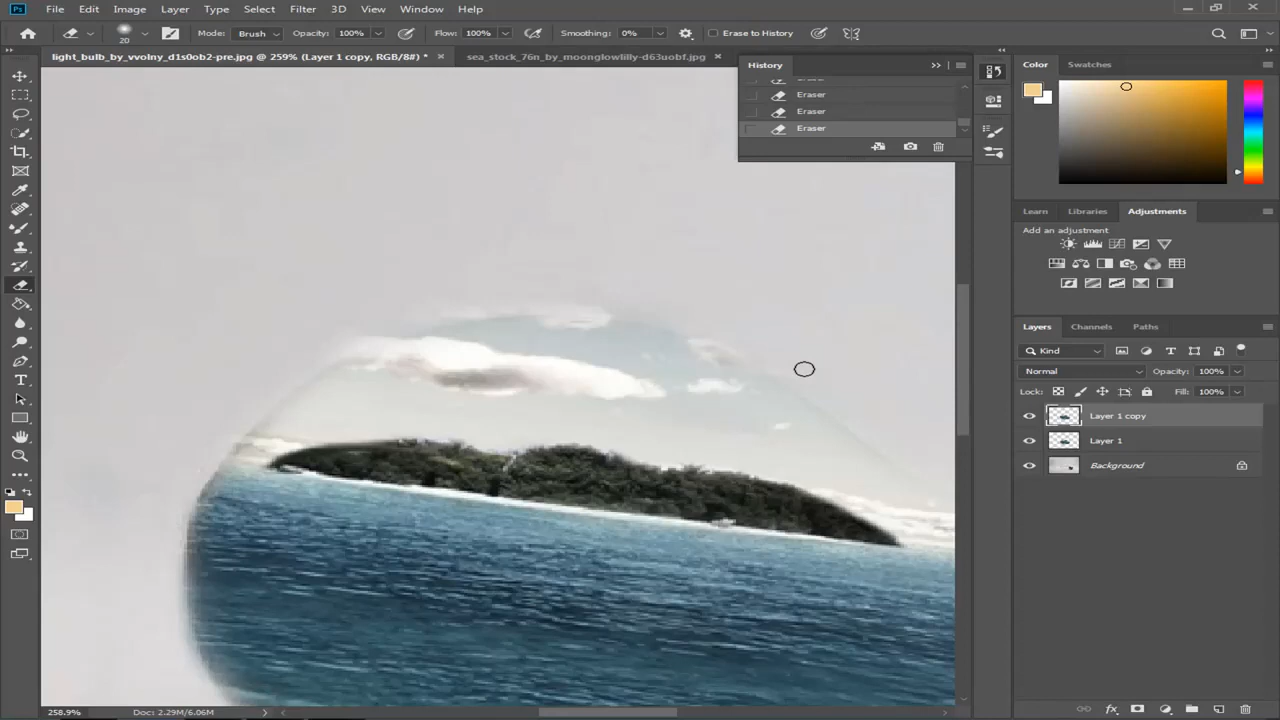 Ps File Edit Image Layer Type Select Filter 3D View Window Help
20 Mode: Brush Opacity: 100% Flow: 100% Smoothing: 0% Erase to History
light_bulb_by_vvolny_d1s0ob2-pre.jpg @ 259% (Layer 1 copy, RGB/8#) * × sea_stock_76n_by_moonglowlilly-d63uobf.jpg ×
History
Eraser
Eraser
Eraser
Eraser
Color Swatches
Learn Libraries Adjustments
Add an adjustment
Layers Channels Paths
Kind
Normal Opacity: 100%
Lock: Fill: 100%
Layer 1 copy
Layer 1
Background
258.9% Doc: 2.29M/6.06M